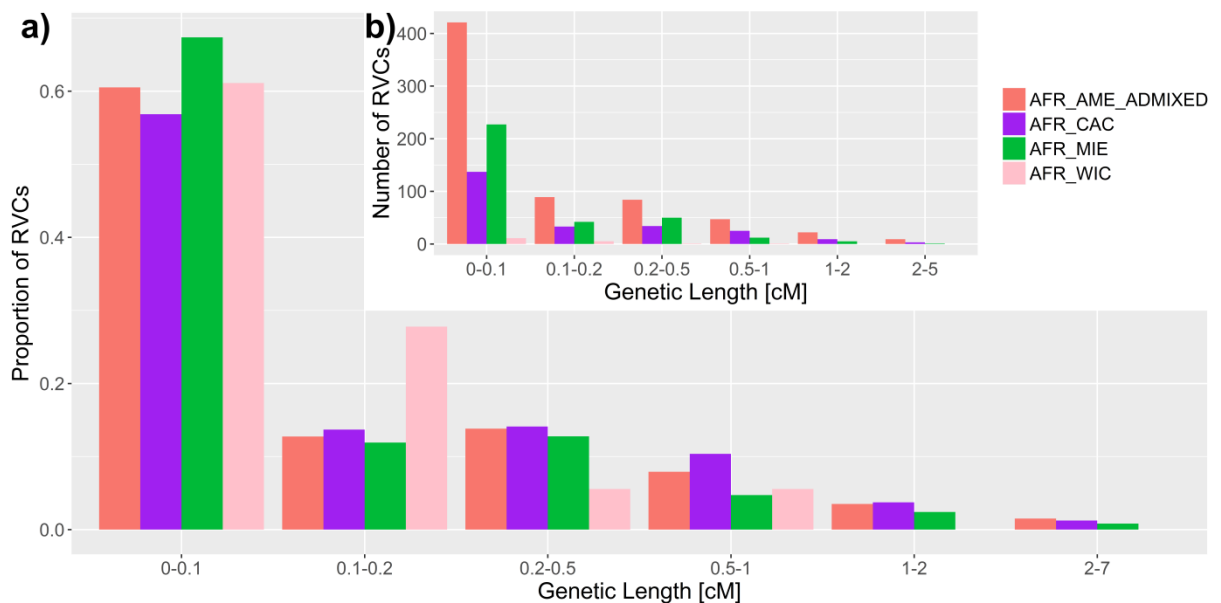 a)
Proportion of RVCs
0.6
0.4
0.2
0.0
0-0.1
0.1-0.2
0.2-0.5
0.5-1
1-2
2-7
Genetic Length [cM]
b)
Number of RVCs
400
300
200
100
0
0-0.1
0.1-0.2
0.2-0.5
0.5-1
1-2
2-5
Genetic Length [cM]
AFR_AME_ADMIXED
AFR_CAC
AFR_MIE
AFR_WIC